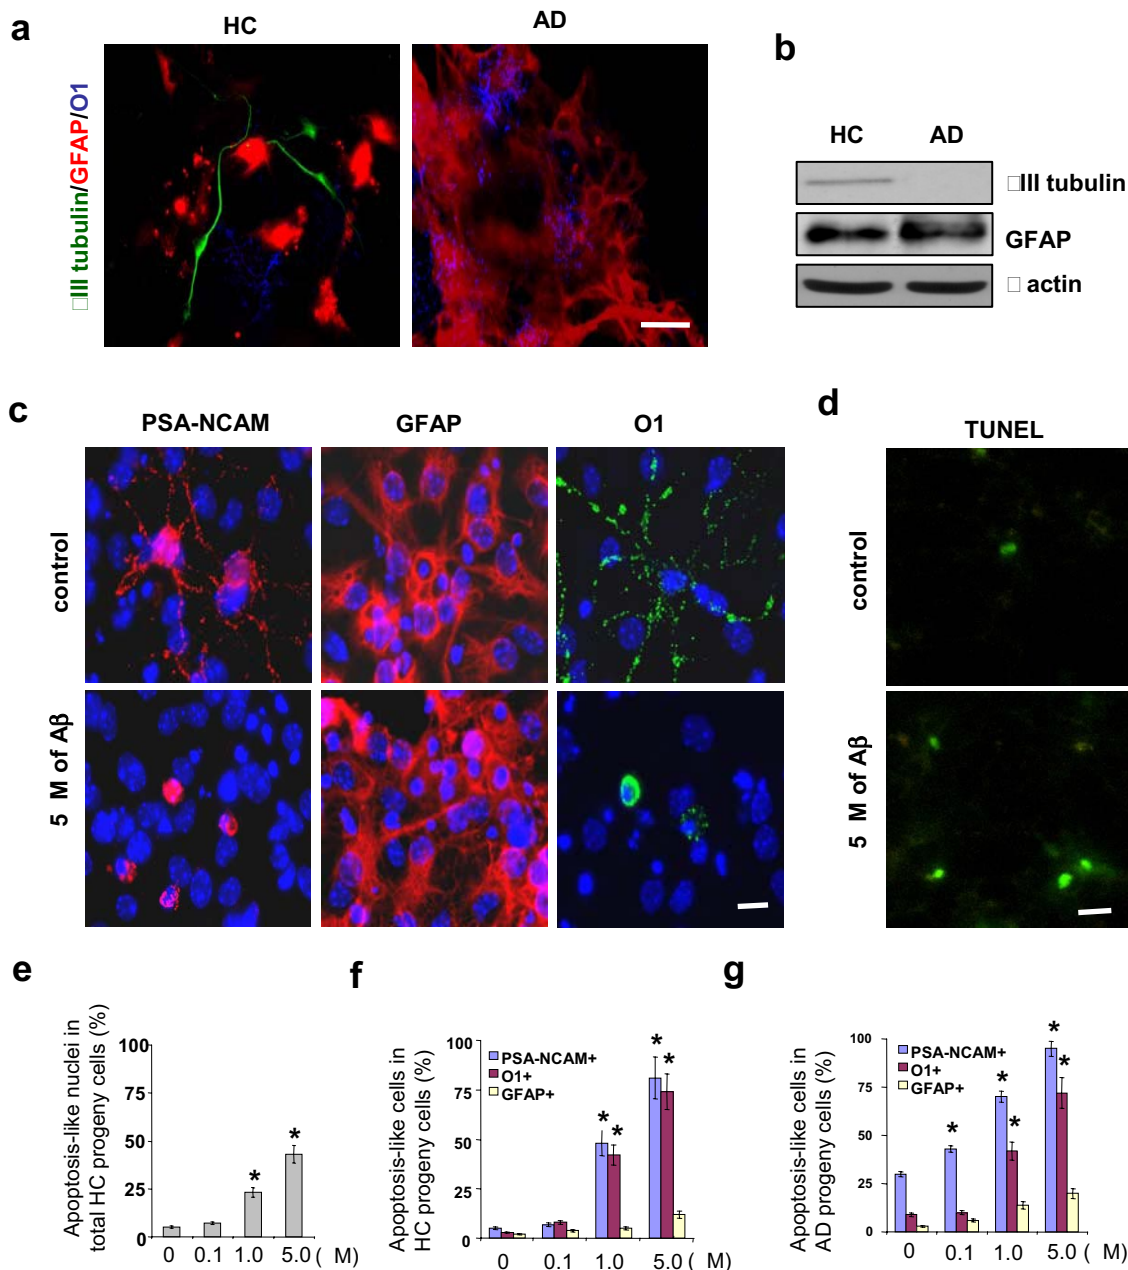 a
HC
AD
□III tubulin/GFAP/O1
b
HC
AD
□III tubulin
GFAP
□ actin
c
PSA-NCAM
GFAP
O1
control
5 M of Aβ
d
TUNEL
control
5 M of Aβ
e
Apoptosis-like nuclei in
total HC progeny cells (%)
100
75
50
25
0
*
*
0 0.1 1.0 5.0 ( M)
f
Apoptosis-like cells in
HC progeny cells (%)
100
75
50
25
0
PSA-NCAM+
O1+
GFAP+
* *
* *
0 0.1 1.0 5.0 ( M)
g
Apoptosis-like cells in
AD progeny cells (%)
100
75
50
25
0
PSA-NCAM+
O1+
GFAP+
*
* *
* *
0 0.1 1.0 5.0 ( M)